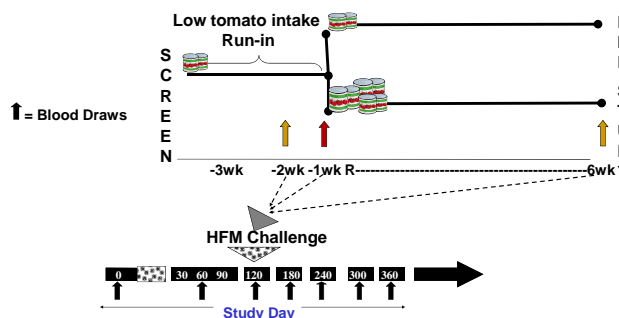 Low tomato intake
Run-in
S
C
R
E
E
N
= Blood Draws
-3wk -2wk -1wk R 6wk
HFM Challenge
0 30 60 90 120 180 240 300 360
Study Day